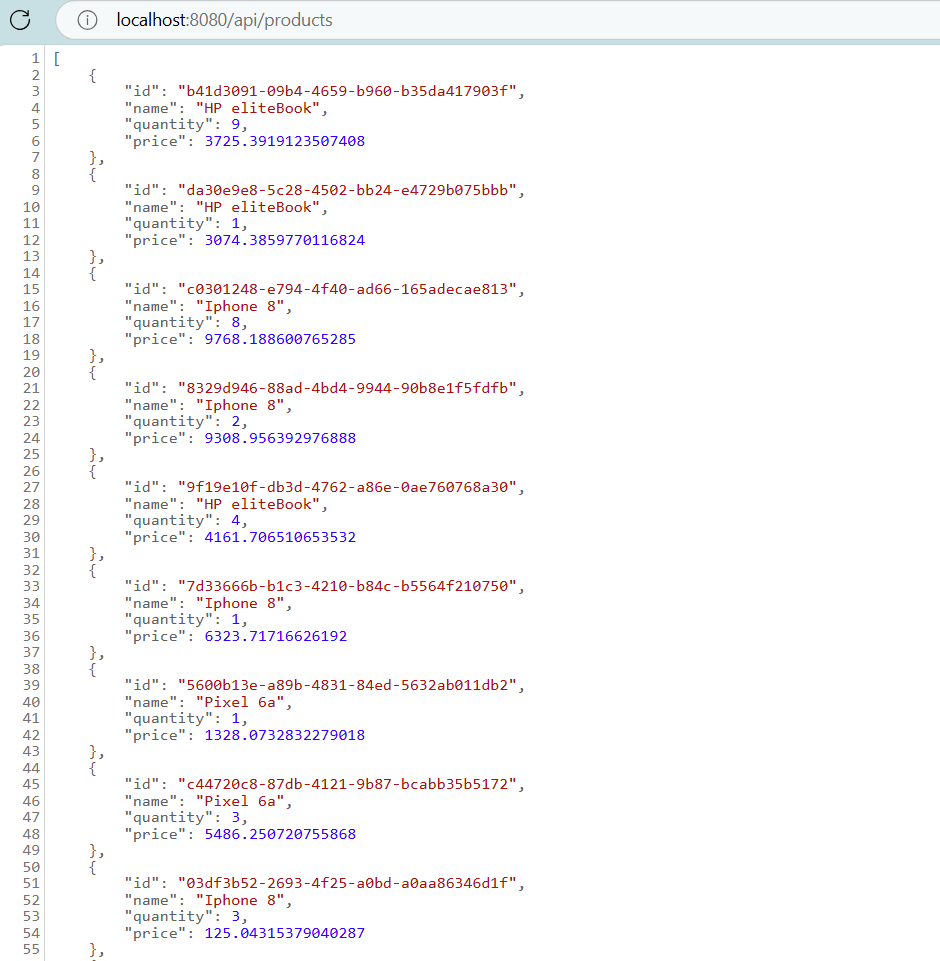 localhost:8080/api/products
1 [
2 {
3 "id": "b41d3091-09b4-4659-b960-b35da417903f",
4 "name": "HP eliteBook",
5 "quantity": 9,
6 "price": 3725.3919123507408
7 },
8 {
9 "id": "da30e9e8-5c28-4502-bb24-e4729b075bbb",
10 "name": "HP eliteBook",
11 "quantity": 1,
12 "price": 3074.3859770116824
13 },
14 {
15 "id": "c0301248-e794-4f40-ad66-165adecae813",
16 "name": "Iphone 8",
17 "quantity": 8,
18 "price": 9768.188600765285
19 },
20 {
21 "id": "8329d946-88ad-4bd4-9944-90b8e1f5fdfb",
22 "name": "Iphone 8",
23 "quantity": 2,
24 "price": 9308.956392976888
25 },
26 {
27 "id": "9f19e10f-db3d-4762-a86e-0ae760768a30",
28 "name": "HP eliteBook",
29 "quantity": 4,
30 "price": 4161.706510653532
31 },
32 {
33 "id": "7d33666b-b1c3-4210-b84c-b5564f210750",
34 "name": "Iphone 8",
35 "quantity": 1,
36 "price": 6323.71716626192
37 },
38 {
39 "id": "5600b13e-a89b-4831-84ed-5632ab011db2",
40 "name": "Pixel 6a",
41 "quantity": 1,
42 "price": 1328.0732832279018
43 },
44 {
45 "id": "c44720c8-87db-4121-9b87-bcabb35b5172",
46 "name": "Pixel 6a",
47 "quantity": 3,
48 "price": 5486.250720755868
49 },
50 {
51 "id": "03df3b52-2693-4f25-a0bd-a0aa86346d1f",
52 "name": "Iphone 8",
53 "quantity": 3,
54 "price": 125.04315379040287
55 },